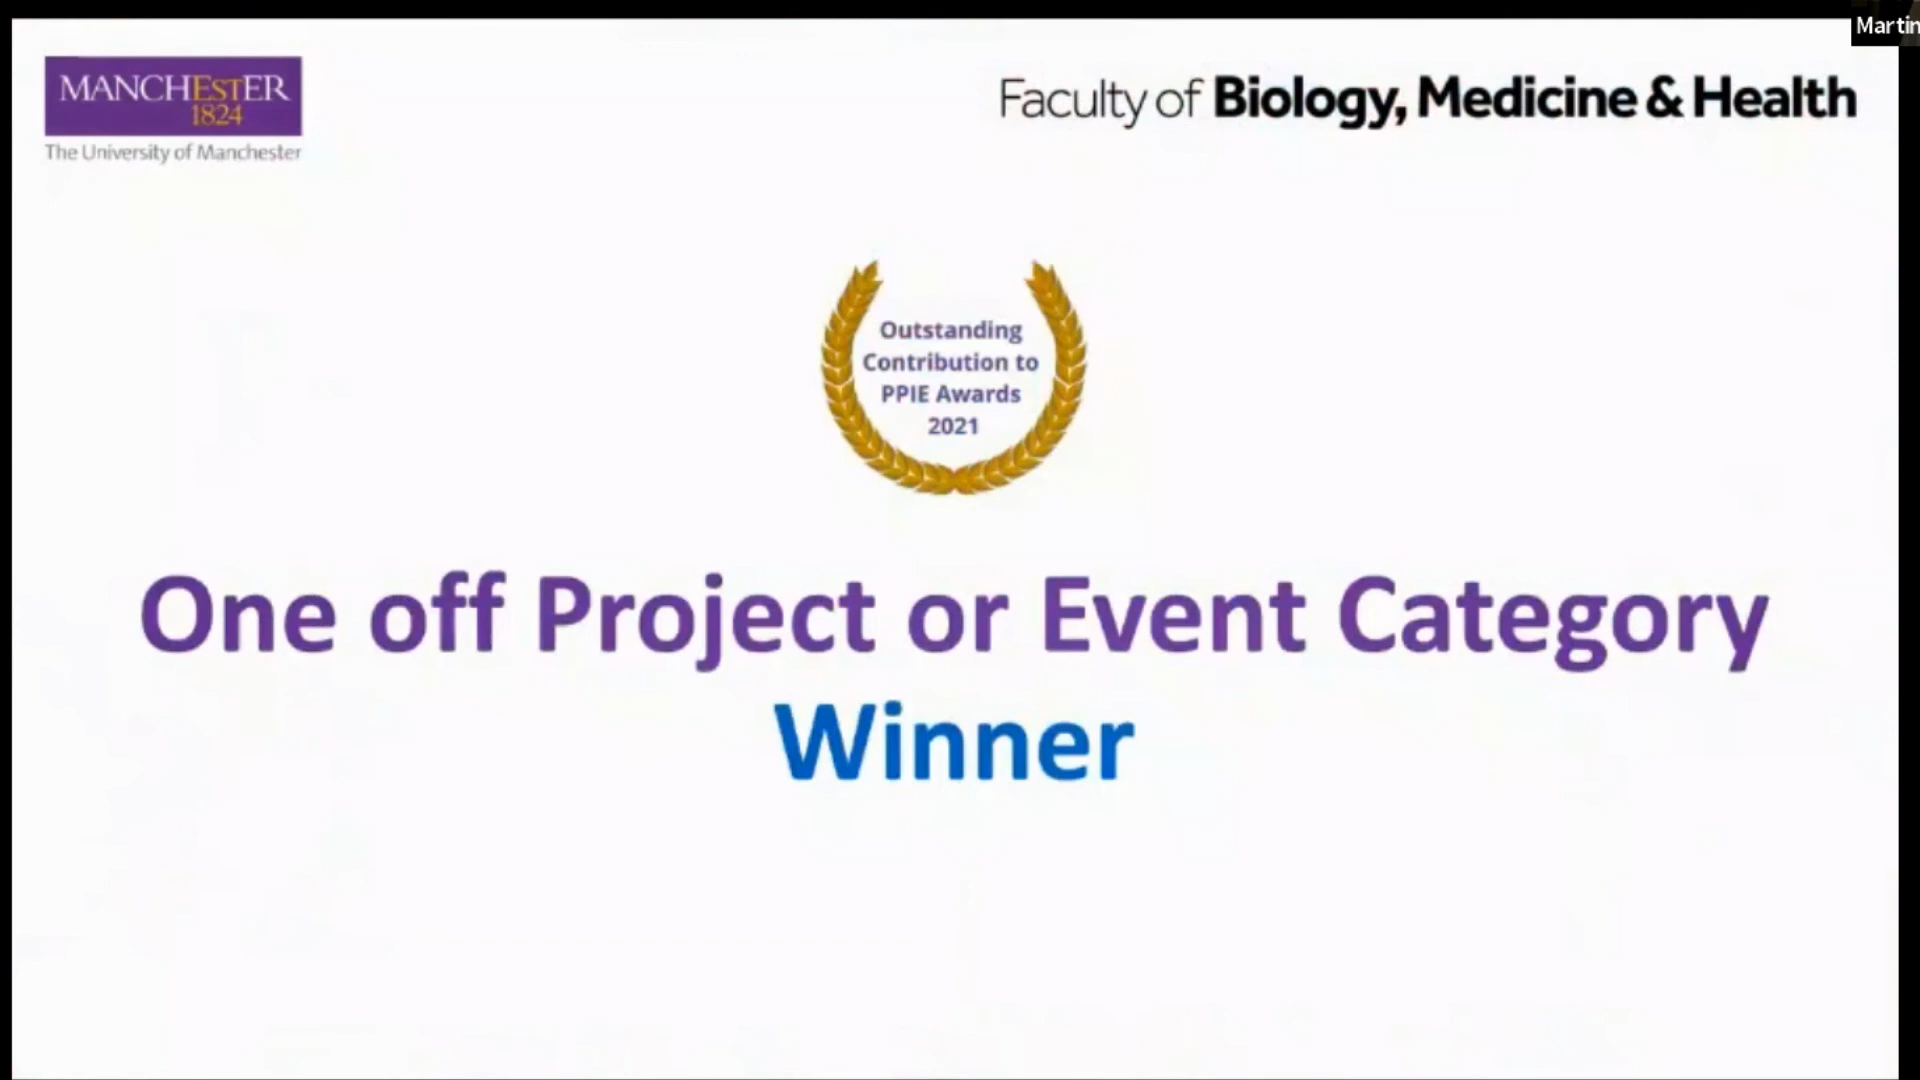 Martin
MANCHESTER
1824
The University of Manchester
Faculty of Biology, Medicine & Health
Outstanding
Contribution to
PPIE Awards
2021
One off Project or Event Category
Winner